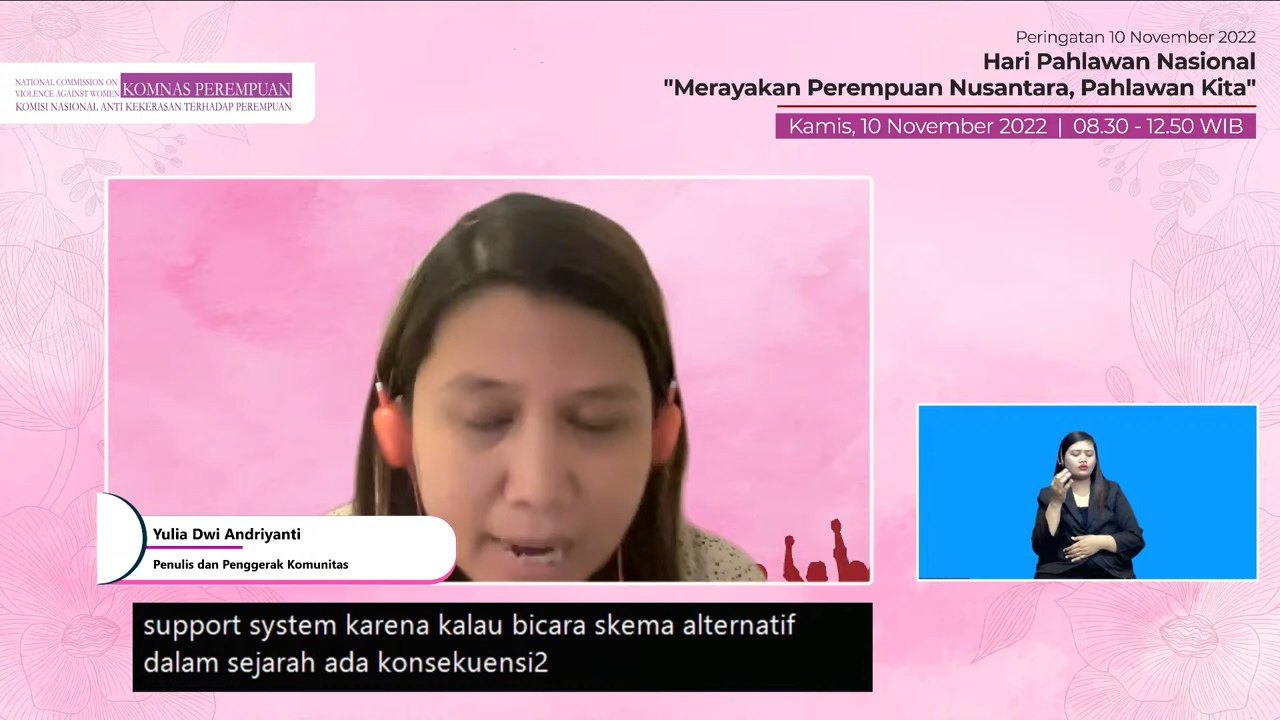 Peringatan 10 November 2022
Hari Pahlawan Nasional
"Merayakan Perempuan Nusantara, Pahlawan Kita"
Kamis, 10 November 2022 | 08.30 - 12.50 WIB
NATIONAL COMMISSION ON
VIOLENCE AGAINST WOMEN
KOMNAS PEREMPUAN
KOMISI NASIONAL ANTI KEKERASAN TERHADAP PEREMPUAN
Yulia Dwi Andriyanti
Penulis dan Penggerak Komunitas
support system karena kalau bicara skema alternatif
dalam sejarah ada konsekuensi2